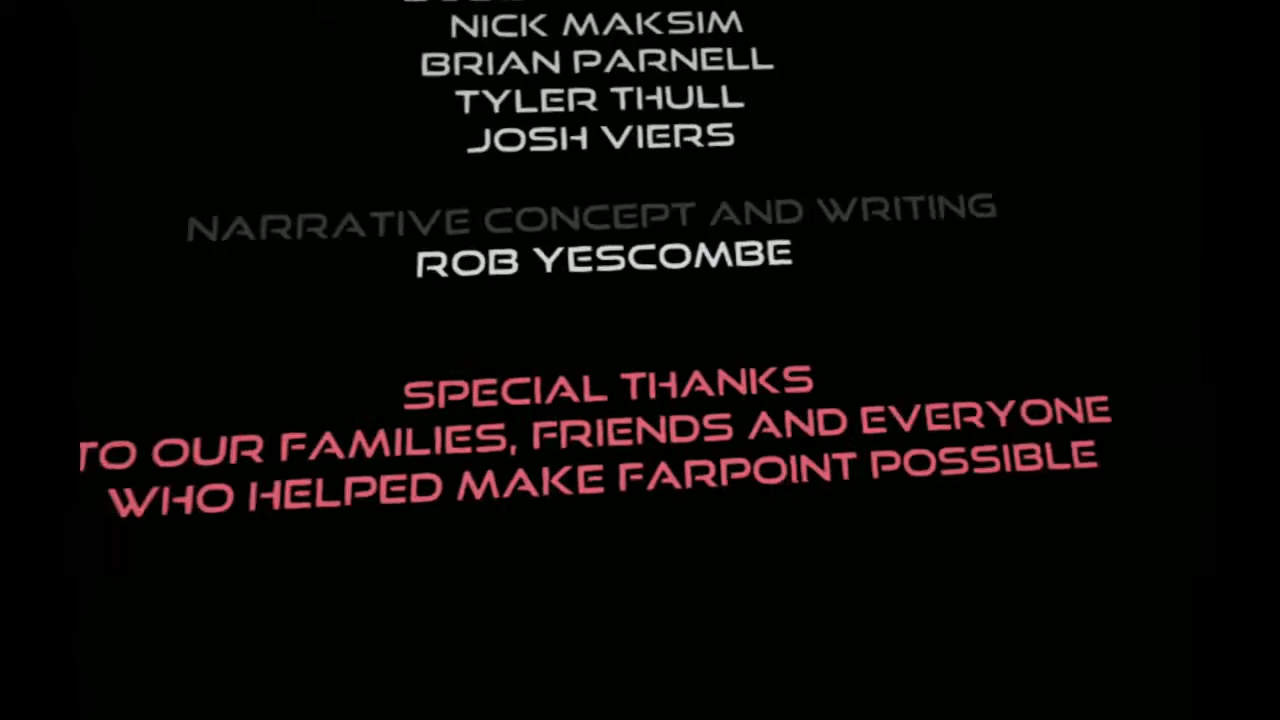 NICK MAKSIM
BRIAN PARNELL
TYLER THULL
JOSH VIERS
NARRATIVE CONCEPT AND WRITING
ROB YESCOMBE
SPECIAL THANKS
TO OUR FAMILIES, FRIENDS AND EVERYONE
WHO HELPED MAKE FARPOINT POSSIBLE